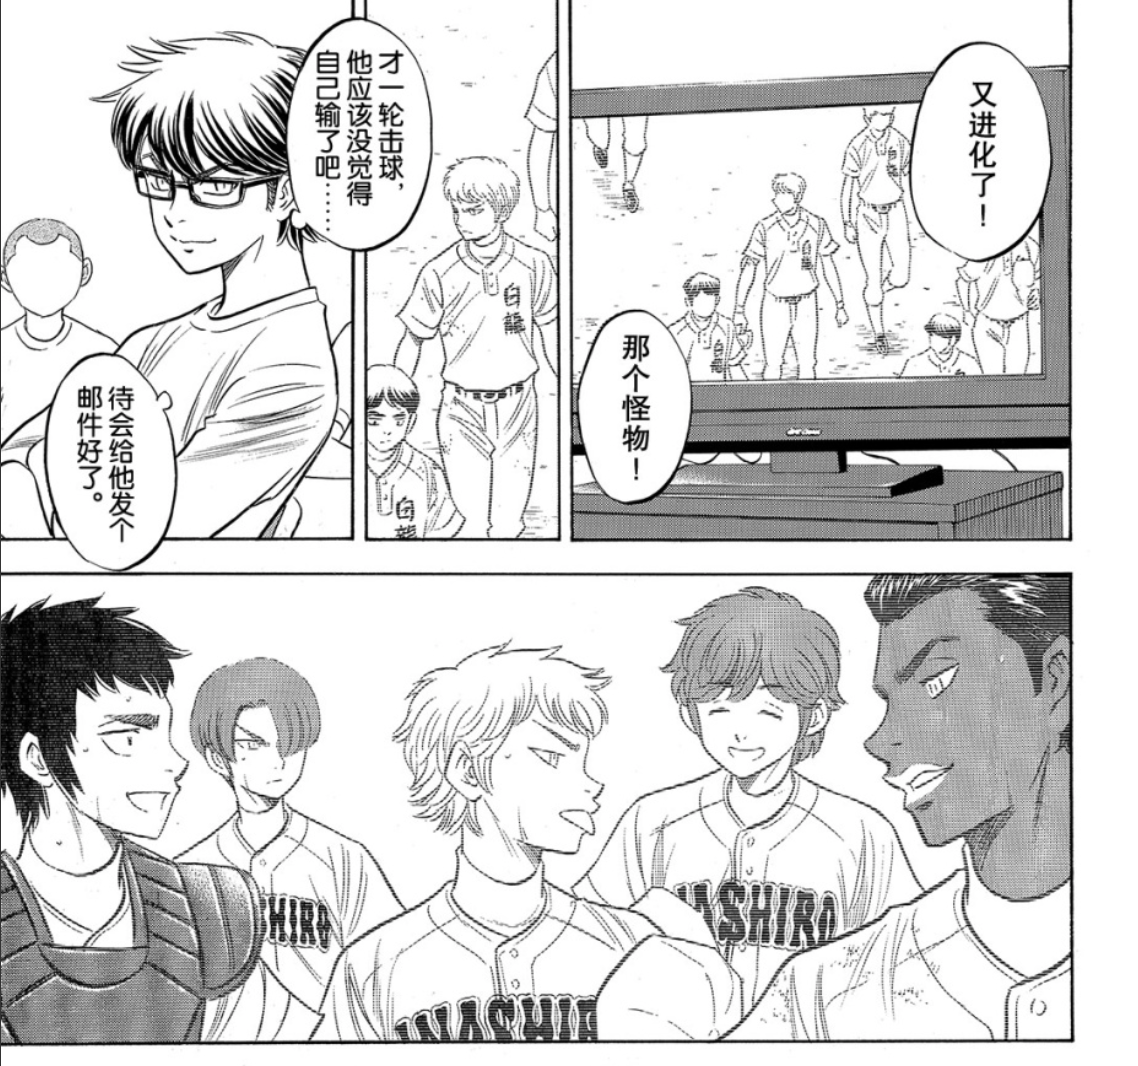 又进化了！
那个怪物！
才一轮击球，
他应该没觉得
自己输了吧……
待会给他发个
邮件好了。
白龍
白龍
INASHIRO